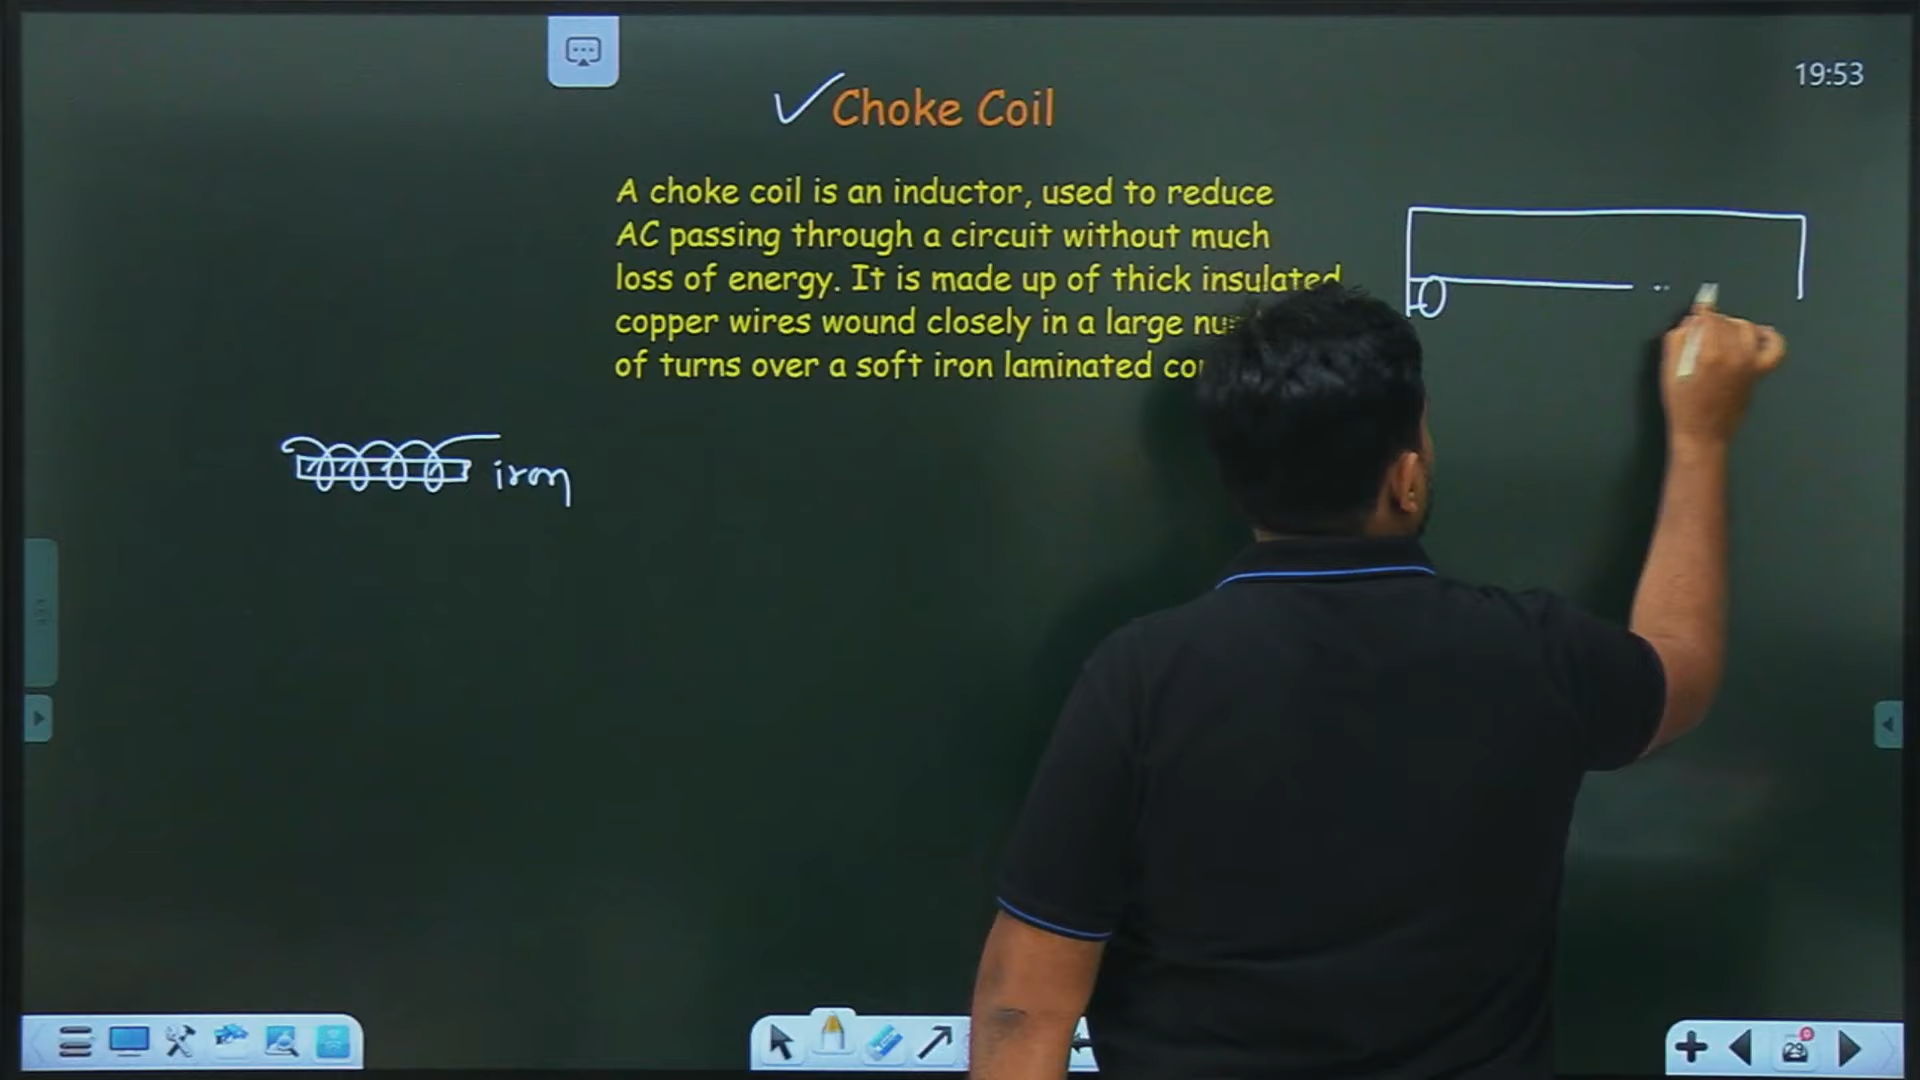 19:53
Choke Coil
A choke coil is an inductor, used to reduce
AC passing through a circuit without much
loss of energy. It is made up of thick insulated
copper wires wound closely in a large
of turns over a soft iron laminated
iron
29